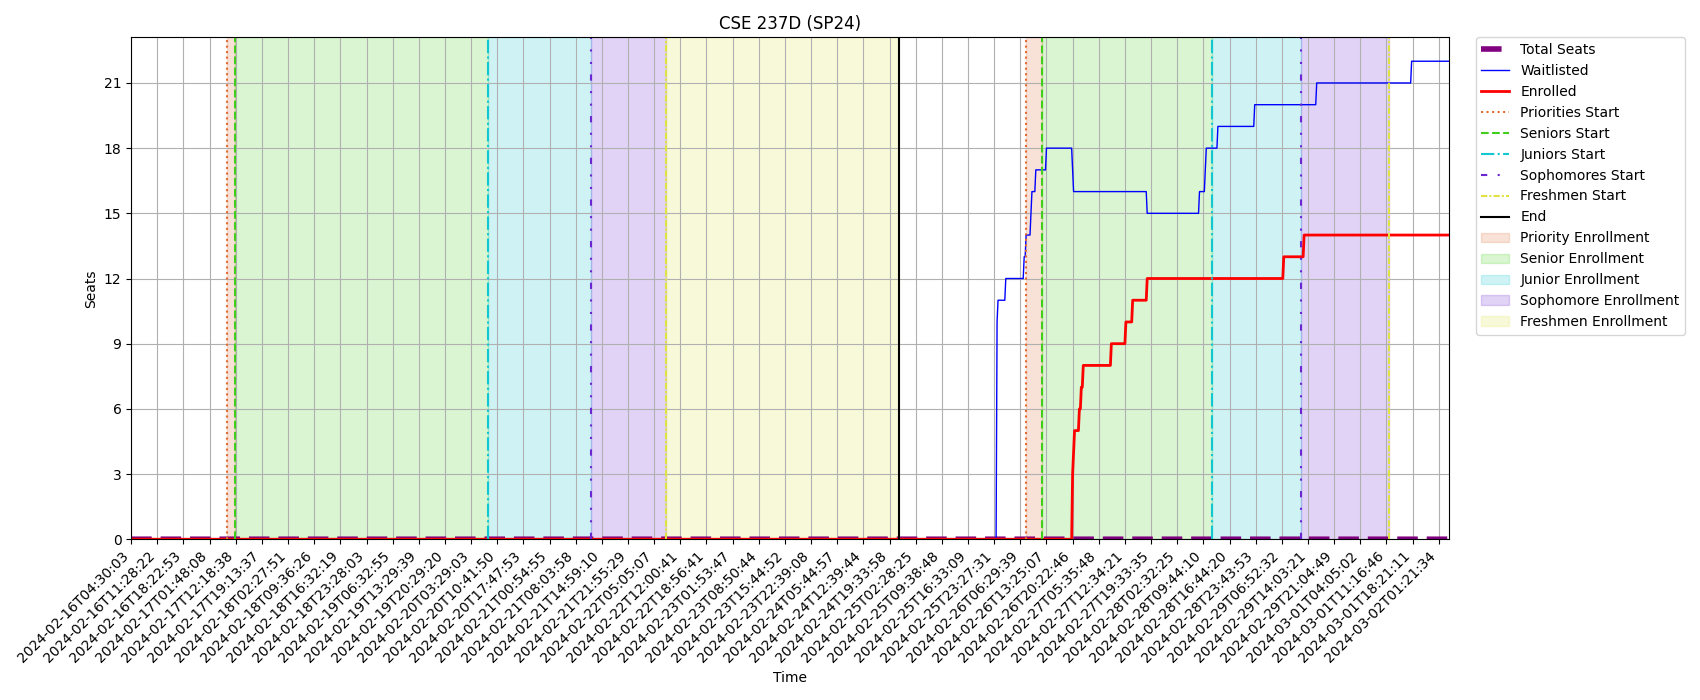 CSE 237D (SP24)
Total Seats
Waitlisted
Enrolled
Priorities Start
Seniors Start
Juniors Start
Sophomores Start
Freshmen Start
End
Priority Enrollment
Senior Enrollment
Junior Enrollment
Sophomore Enrollment
Freshmen Enrollment
Seats
21
18
15
12
9
6
3
0
2024-02-16T04:30:03
2024-02-16T11:28:22
2024-02-16T18:22:53
2024-02-17T01:48:08
2024-02-17T12:18:38
2024-02-17T19:13:37
2024-02-18T02:27:51
2024-02-18T09:36:26
2024-02-18T16:32:19
2024-02-18T23:28:03
2024-02-19T06:32:55
2024-02-19T13:29:39
2024-02-19T20:29:20
2024-02-20T03:29:03
2024-02-20T10:41:50
2024-02-20T17:47:53
2024-02-21T00:54:55
2024-02-21T08:03:58
2024-02-21T14:59:10
2024-02-21T21:55:29
2024-02-22T05:05:07
2024-02-22T12:00:41
2024-02-22T18:56:41
2024-02-23T01:53:47
2024-02-23T08:50:44
2024-02-23T15:44:52
2024-02-23T22:39:08
2024-02-24T05:44:57
2024-02-24T12:39:44
2024-02-24T19:33:58
2024-02-25T02:28:25
2024-02-25T09:38:48
2024-02-25T16:33:09
2024-02-25T23:27:31
2024-02-26T06:29:39
2024-02-26T13:25:07
2024-02-26T20:22:46
2024-02-27T05:35:48
2024-02-27T12:34:21
2024-02-27T19:33:35
2024-02-28T02:32:25
2024-02-28T09:44:10
2024-02-28T16:44:20
2024-02-28T23:43:53
2024-02-29T06:52:32
2024-02-29T14:03:21
2024-02-29T21:04:49
2024-03-01T04:05:02
2024-03-01T11:16:46
2024-03-01T18:21:11
2024-03-02T01:21:34
Time